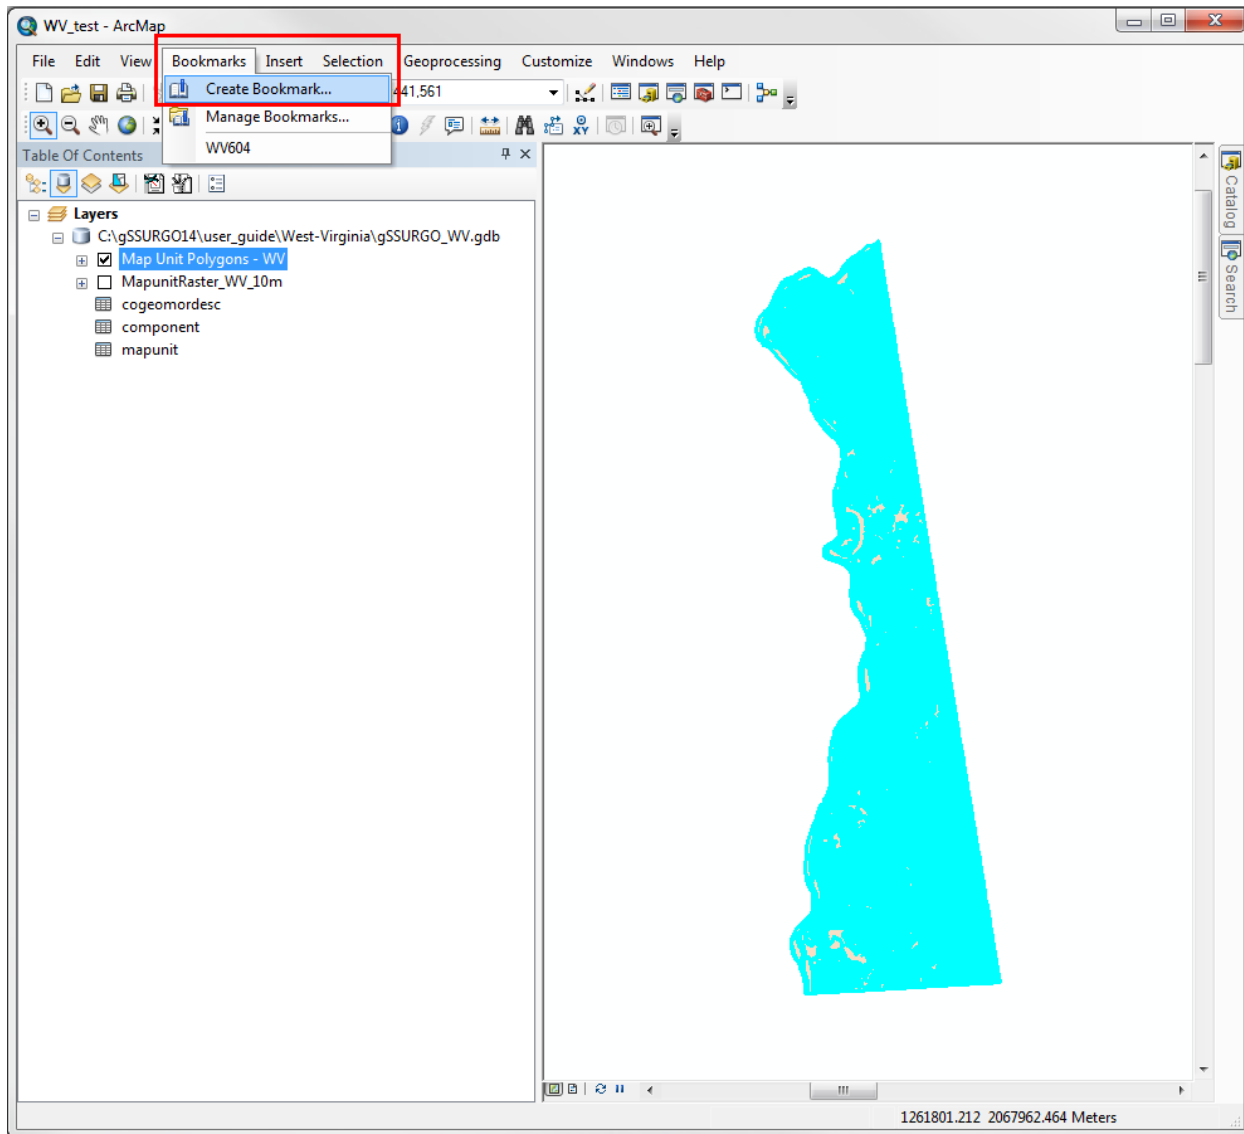 WV_test - ArcMap
File Edit View Bookmarks Insert Selection Geoprocessing Customize Windows Help
Create Bookmark...
441,561
Manage Bookmarks...
WV604
Table Of Contents
Layers
C:\gSSURGO14\user_guide\West-Virginia\gSSURGO_WV.gdb
Map Unit Polygons - WV
MapunitRaster_WV_10m
cogeomordesc
component
mapunit
Catalog
Search
1261801.212 2067962.464 Meters